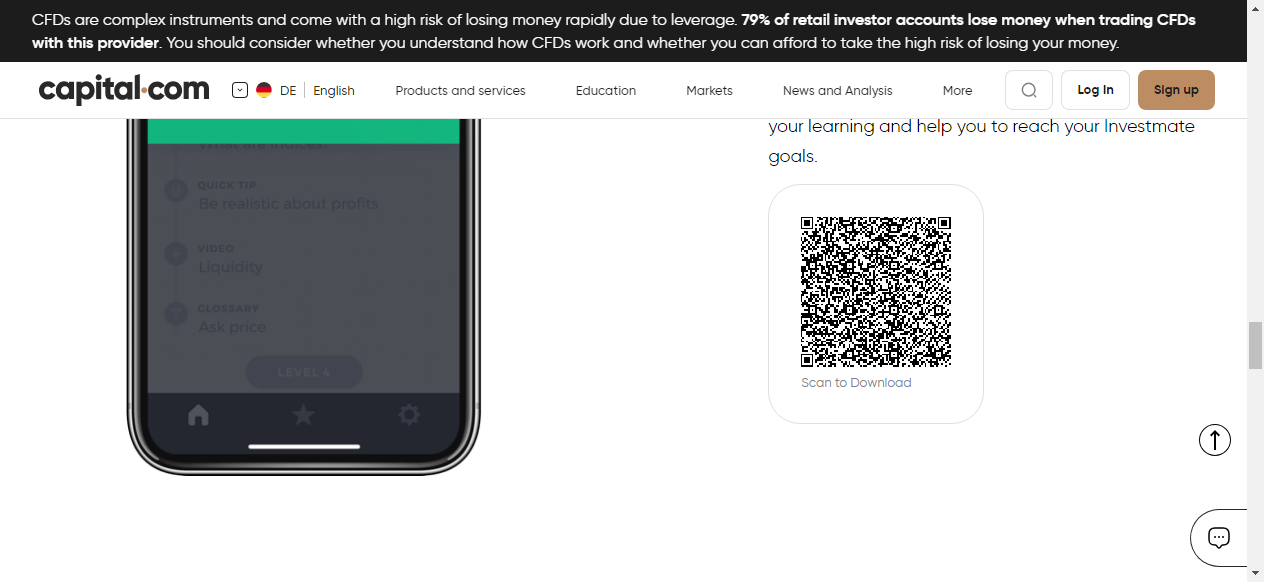 CFDs are complex instruments and come with a high risk of losing money rapidly due to leverage. 79% of retail investor accounts lose money when trading CFDs
with this provider. You should consider whether you understand how CFDs work and whether you can afford to take the high risk of losing your money.
capital.com DE English Products and services Education Markets News and Analysis More Log In Sign up
your learning and help you to reach your Investmate
goals.
What are indices?
QUICK TIP
Be realistic about profits
VIDEO
Liquidity
GLOSSARY
Ask price
LEVEL 4
Scan to Download